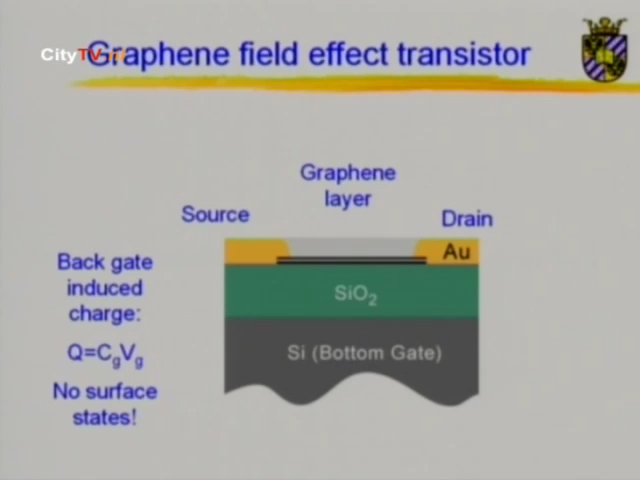 CityTV.nl
Graphene field effect transistor
Graphene
layer
Source
Drain
Au
Back gate
induced
charge:
SiO₂
Q=CgVg
Si (Bottom Gate)
No surface
states!